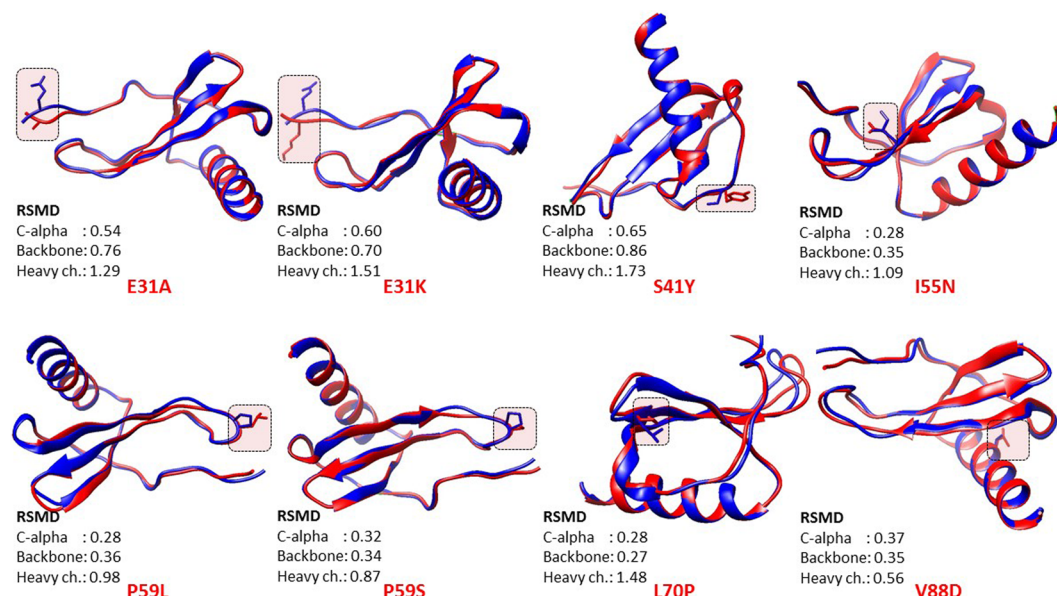 RSMD
C-alpha : 0.54
Backbone: 0.76
Heavy ch.: 1.29
E31A
RSMD
C-alpha : 0.60
Backbone: 0.70
Heavy ch.: 1.51
E31K
RSMD
C-alpha : 0.65
Backbone: 0.86
Heavy ch.: 1.73
S41Y
RSMD
C-alpha : 0.28
Backbone: 0.35
Heavy ch.: 1.09
I55N
RSMD
C-alpha : 0.28
Backbone: 0.36
Heavy ch.: 0.98
P59L
RSMD
C-alpha : 0.32
Backbone: 0.34
Heavy ch.: 0.87
P59S
RSMD
C-alpha : 0.28
Backbone: 0.27
Heavy ch.: 1.48
L70P
RSMD
C-alpha : 0.37
Backbone: 0.35
Heavy ch.: 0.56
V88D